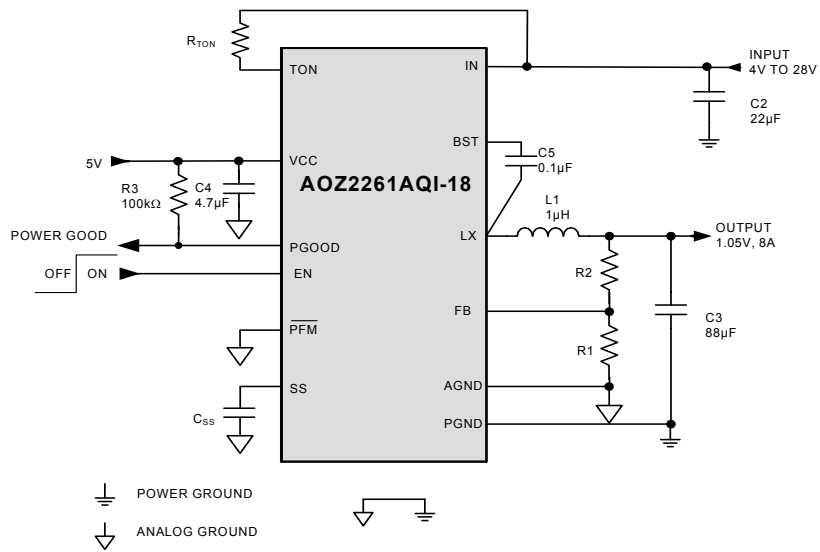 R_TON
TON
IN
INPUT
4V TO 28V
C2
22µF
BST
C5
0.1µF
5V
VCC
AOZ2261AQI-18
R3
100kΩ
C4
4.7µF
L1
1µH
LX
OUTPUT
1.05V, 8A
POWER GOOD
PGOOD
R2
OFF
ON
EN
FB
C3
88µF
PFM
R1
SS
AGND
C_SS
PGND
POWER GROUND
ANALOG GROUND